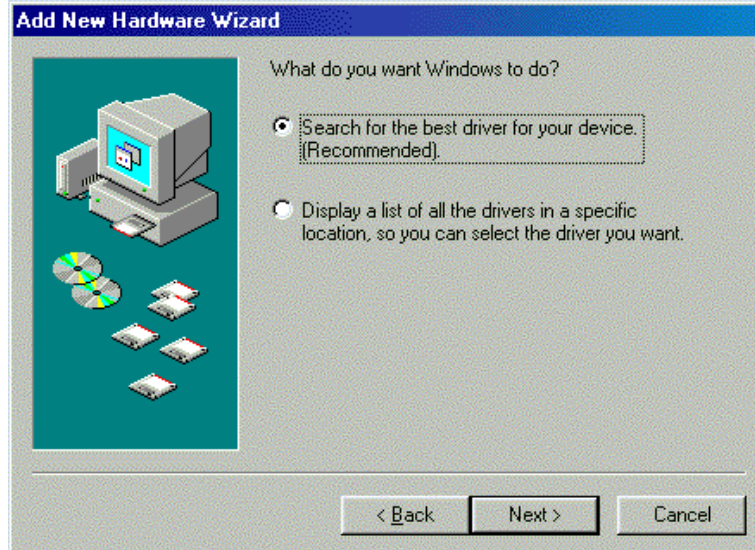 Add New Hardware Wizard
What do you want Windows to do?
Search for the best driver for your device.
(Recommended).
Display a list of all the drivers in a specific
location, so you can select the driver you want.
< Back
Next >
Cancel